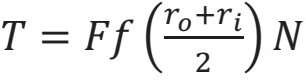 T = Ff ( (r_o + r_i) / 2 ) N